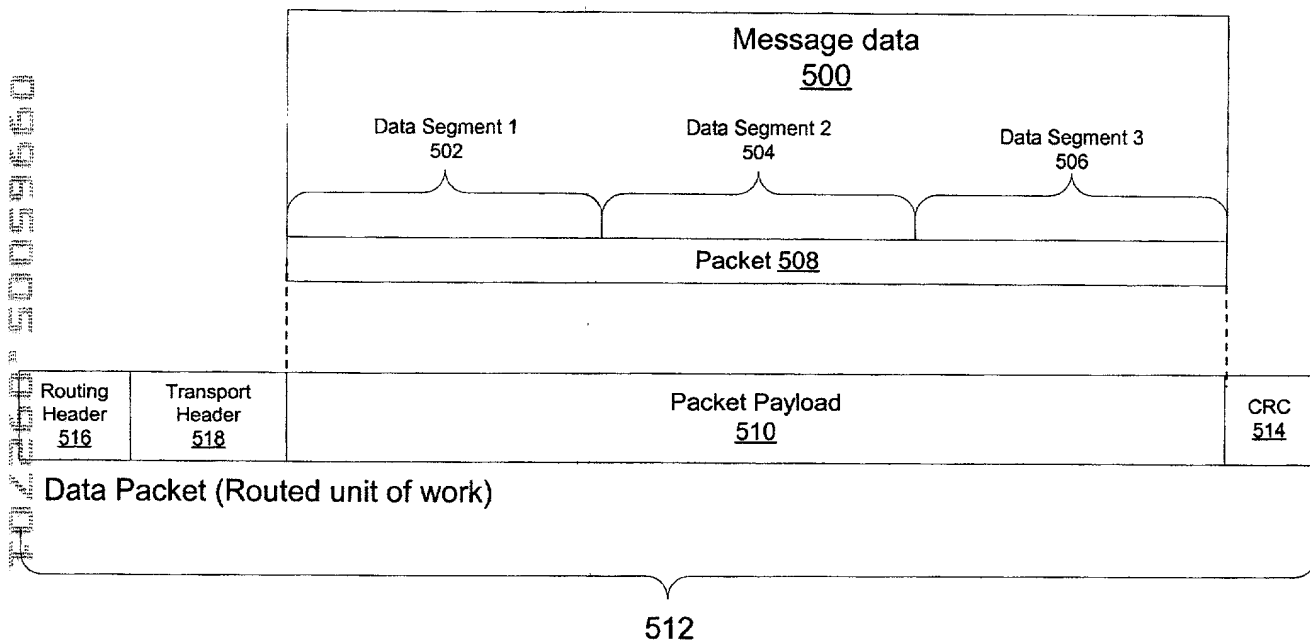 Message data
500
Data Segment 1
502
Data Segment 2
504
Data Segment 3
506
Packet 508
Routing
Header
516
Transport
Header
518
Packet Payload
510
CRC
514
Data Packet (Routed unit of work)
512